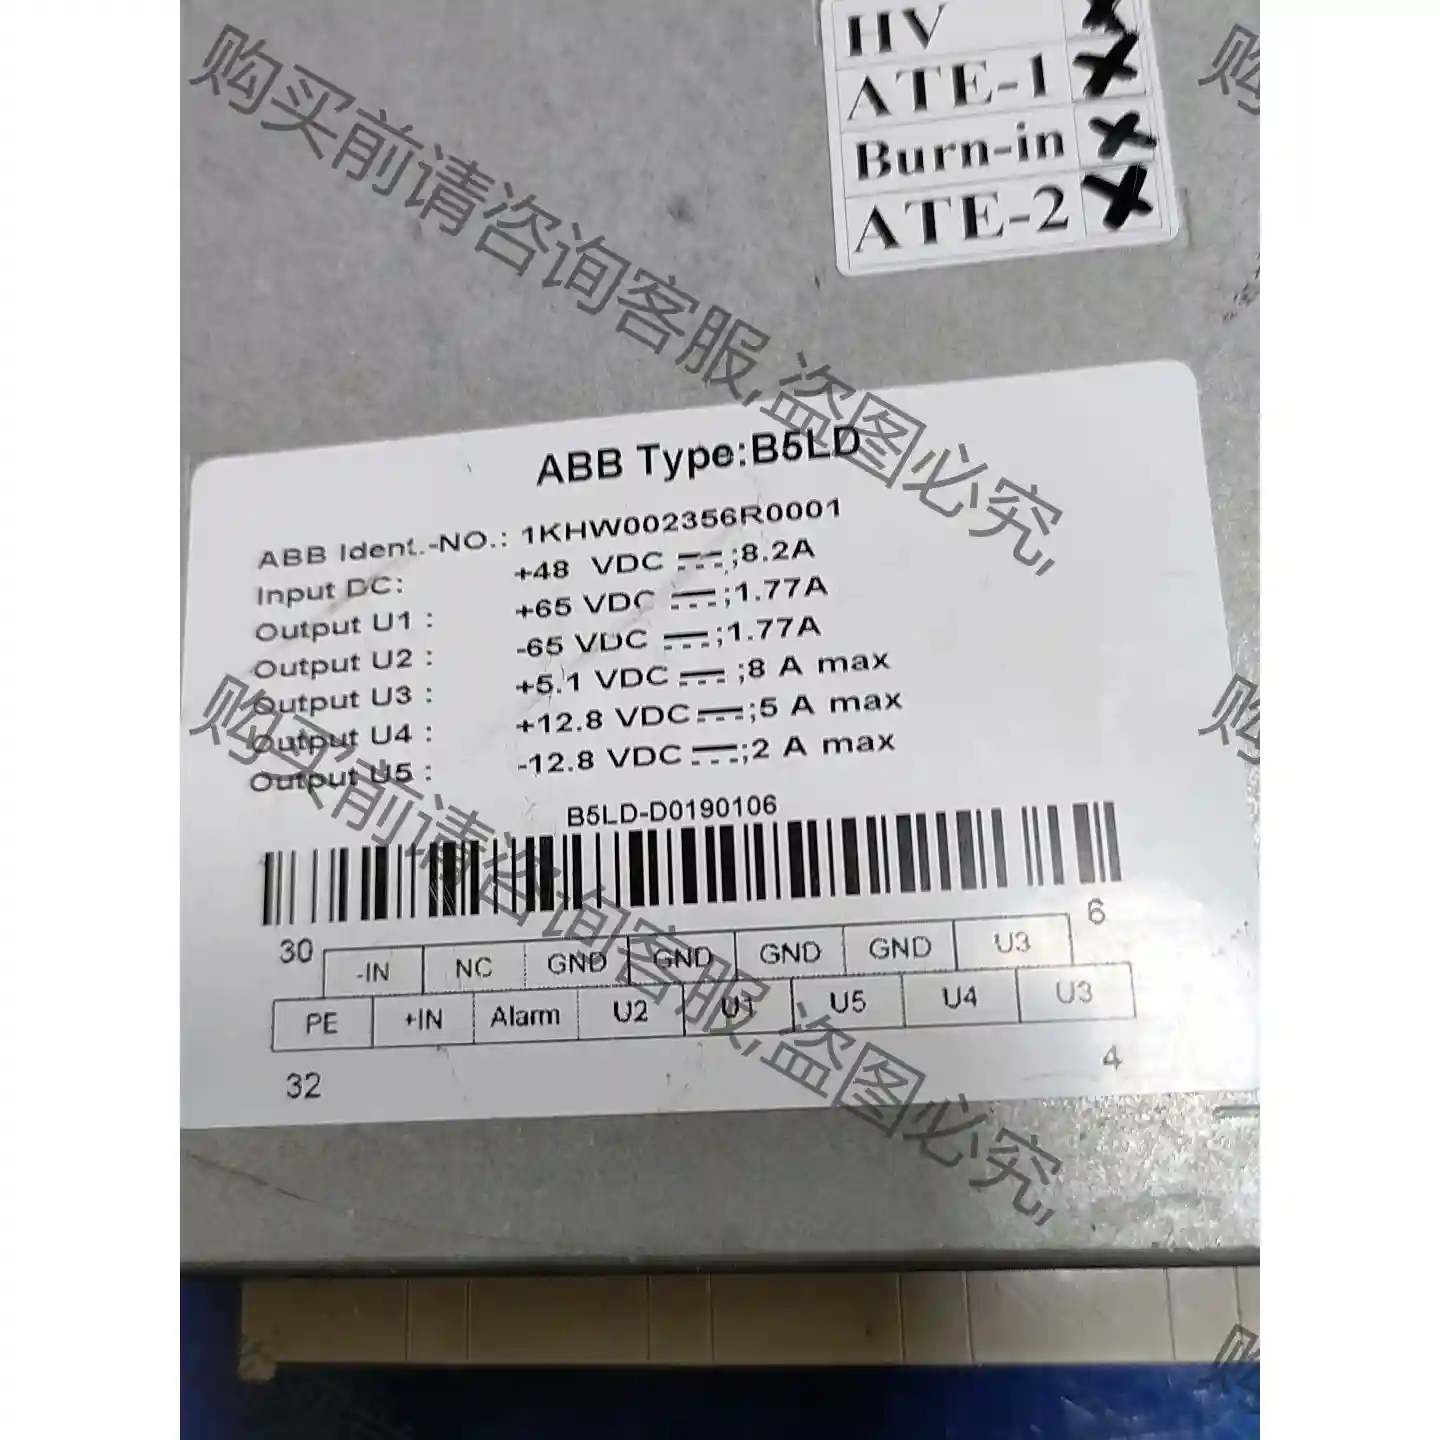 HV
ATE-1
Burn-in
ATE-2
购买前请咨询客服,盗图必究,
ABB Type:B5LD
ABB Ident.-NO.: 1KHW002356R0001
Input DC: +48 VDC ;8.2A
Output U1 : +65 VDC ;1.77A
Output U2 : -65 VDC ;1.77A
Output U3 : +5.1 VDC ;8 A max
Output U4 : +12.8 VDC ;5 A max
Output U5 : -12.8 VDC ;2 A max
B5LD-D0190106
30 6
-IN NC GND GND GND GND U3
PE +IN Alarm U2 U1 U5 U4 U3
32 4
购买前请咨询客服,盗图必究,
购
购
购